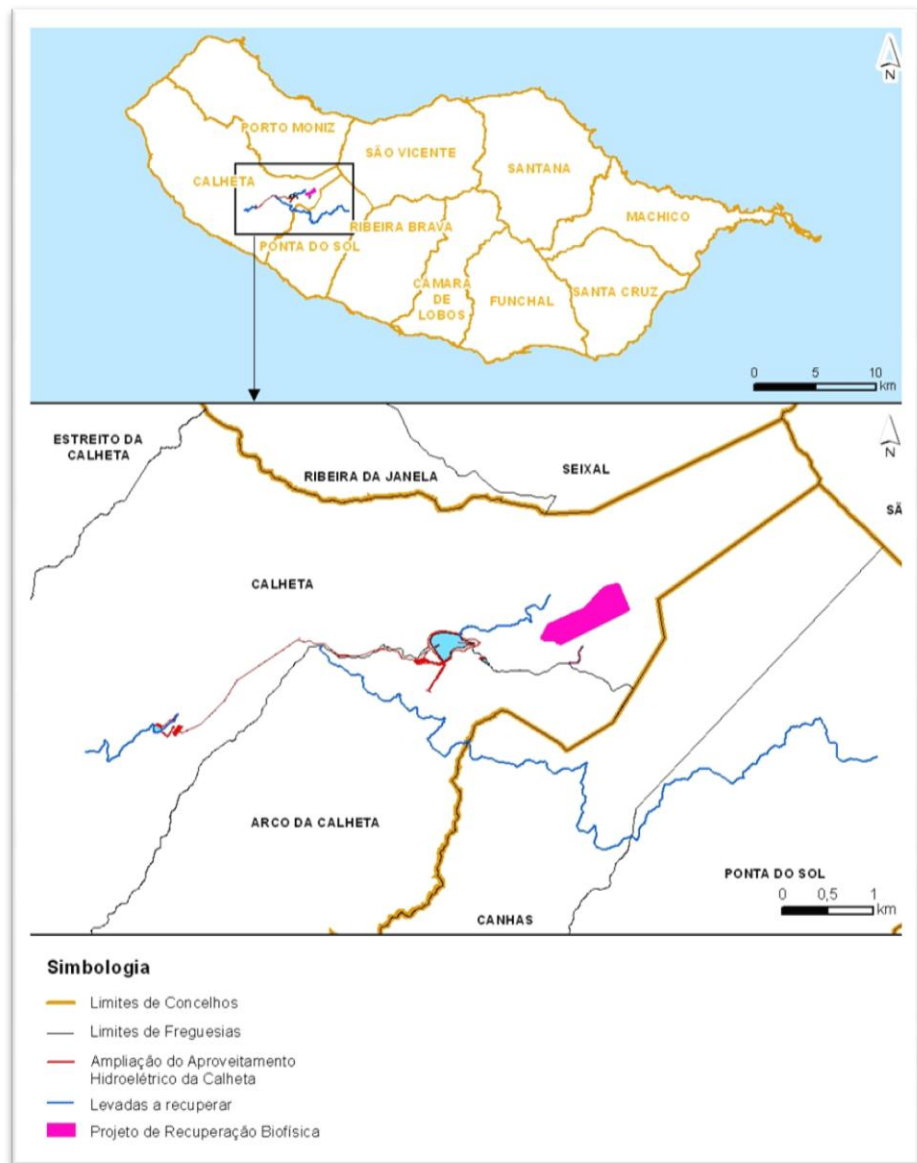 N
PORTO MONIZ
SÃO VICENTE
SANTANA
CALHETA
MACHICO
RIBEIRA BRAVA
PONTA DO SOL
CÂMARA
DE
LOBOS
FUNCHAL
SANTA CRUZ
0 5 10
km
N
ESTREITO DA
CALHETA
RIBEIRA DA JANELA
SEIXAL
SÃ
CALHETA
ARCO DA CALHETA
PONTA DO SOL
0 0,5 1
km
CANHAS
Simbologia
Limites de Concelhos
Limites de Freguesias
Ampliação do Aproveitamento
Hidroelétrico da Calheta
Levadas a recuperar
Projeto de Recuperação Biofísica